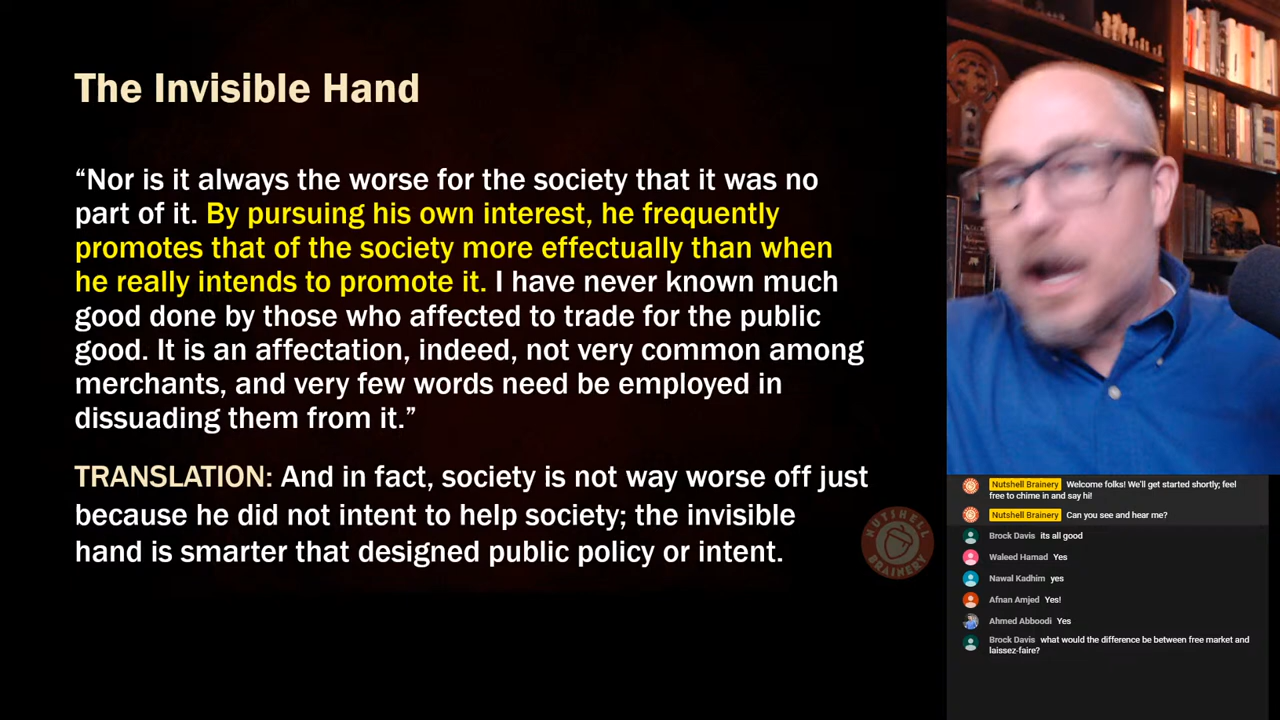 The Invisible Hand
“Nor is it always the worse for the society that it was no
part of it. By pursuing his own interest, he frequently
promotes that of the society more effectually than when
he really intends to promote it. I have never known much
good done by those who affected to trade for the public
good. It is an affectation, indeed, not very common among
merchants, and very few words need be employed in
dissuading them from it.”
TRANSLATION: And in fact, society is not way worse off just
because he did not intent to help society; the invisible
hand is smarter that designed public policy or intent.
NUTSHELL
BRAINERY
Nutshell Brainery Welcome folks! We'll get started shortly; feel
free to chime in and say hi!
Nutshell Brainery Can you see and hear me?
Brock Davis its all good
Waleed Hamad Yes
Nawal Kadhim yes
Afnan Amjed Yes!
Ahmed Abboodi Yes
Brock Davis what would the difference be between free market and
laissez-faire?